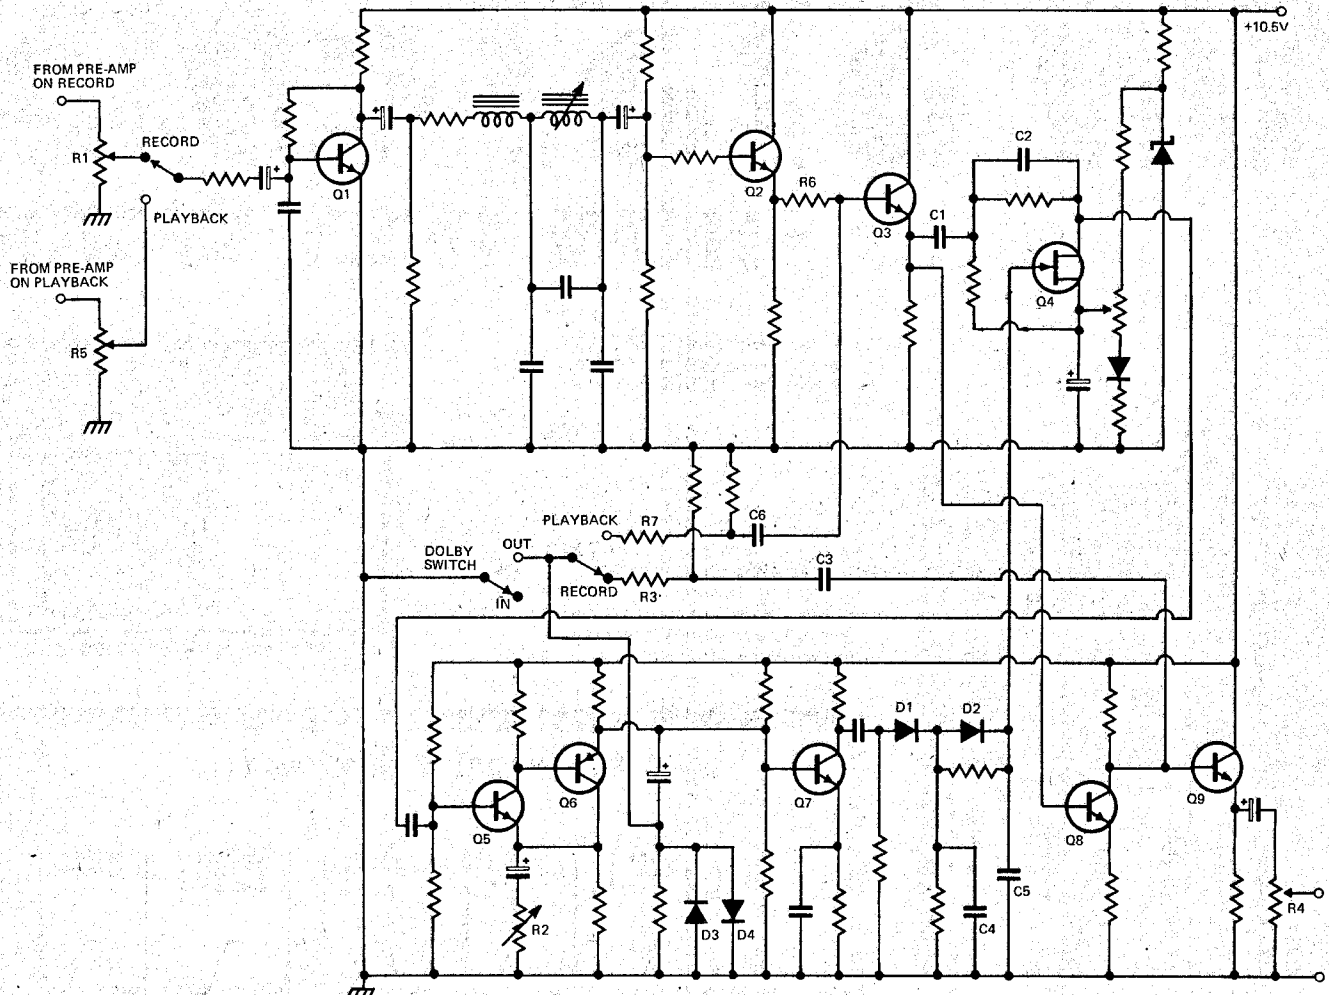 +10.5V
FROM PRE-AMP
ON RECORD
RECORD
R1
PLAYBACK
Q1
FROM PRE-AMP
ON PLAYBACK
R5
Q2
R6
Q3
C1
C2
Q4
PLAYBACK
R7
C6
OUT
DOLBY
SWITCH
IN
RECORD
R3
C3
Q5
Q6
R2
D3
D4
Q7
D1
D2
C4
C5
Q8
Q9
R4